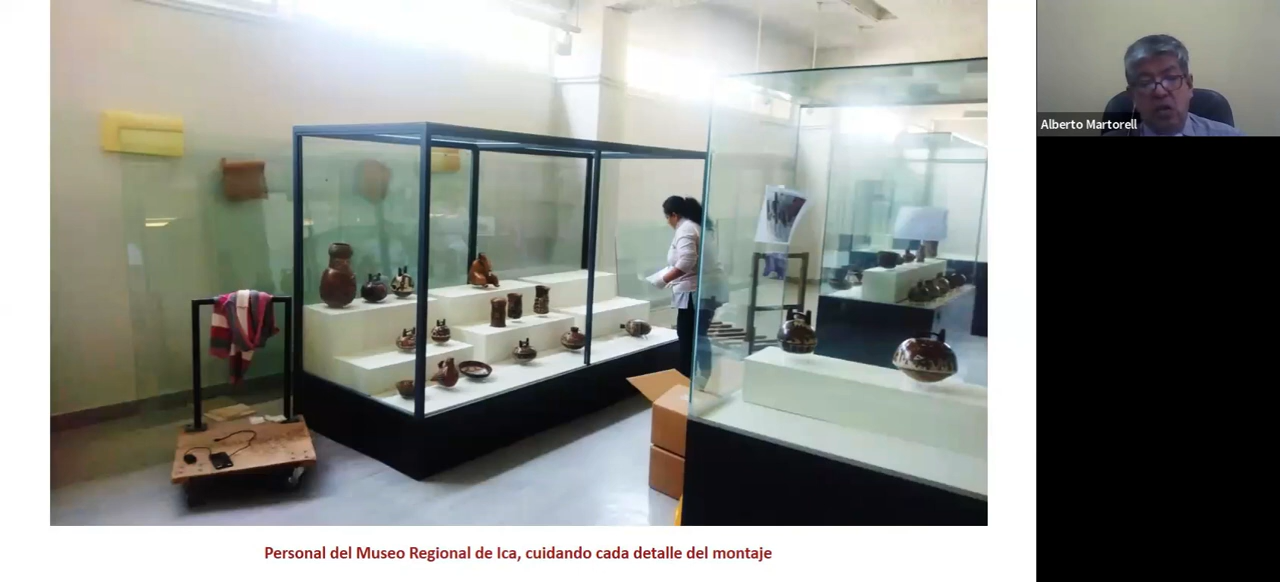 Alberto Martorell
Personal del Museo Regional de Ica, cuidando cada detalle del montaje